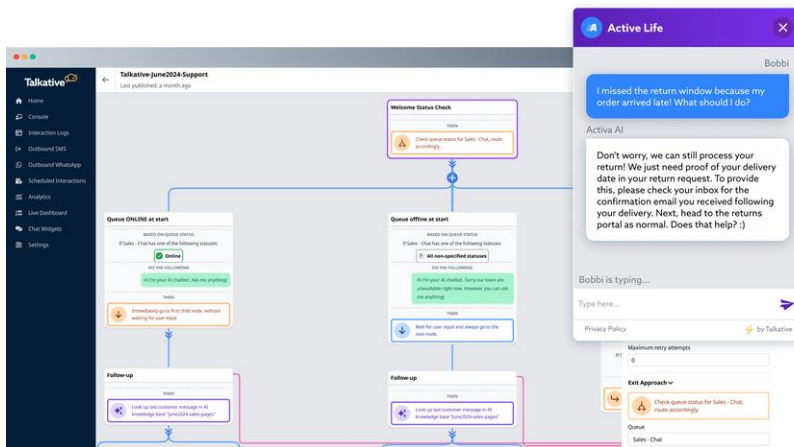 Active Life
Bobbi
I missed the return window because my
order arrived late! What should I do?
Activa AI
Don't worry, we can still process your
return! We just need proof of your delivery
date in your return request. To provide
this, please check your inbox for the
confirmation email you received following
your delivery. Next, head to the returns
portal as normal. Does that help? :)
Bobbi is typing...
Type here...
Privacy Policy
by Talkative
Talkative
Home
Console
Interaction Logs
Outbound SMS
Outbound WhatsApp
Scheduled Interactions
Analytics
Live Dashboard
Chat Widgets
Settings
Talkative-June2024-Support
Last published: a month ago
Welcome Status Check
THEN
Check queue status for Sales - Chat, route
accordingly.
Queue ONLINE at start
BASED ON QUEUE STATUS
If Sales - Chat has one of the following statuses:
Online
DO THE FOLLOWING
Hi I'm your AI chatbot. Ask me anything!
THEN
Immediately go to first child node, without
waiting for user input
Queue offline at start
BASED ON QUEUE STATUS
If Sales - Chat has one of the following statuses:
All non-specified statuses
DO THE FOLLOWING
Hi I'm your AI chatbot. Sorry our team are
unavailable right now. However, you can ask
me anything!
THEN
Wait for user input and always go to the
next node.
Follow-up
THEN
Look up last customer message in AI
knowledge base "June2024-sales-pages"
Follow-up
THEN
Look up last customer message in AI
knowledge base "June2024-sales-pages"
Maximum retry attempts
0
Exit Approach
Check queue status for Sales - Chat,
route accordingly.
Queue
Sales - Chat